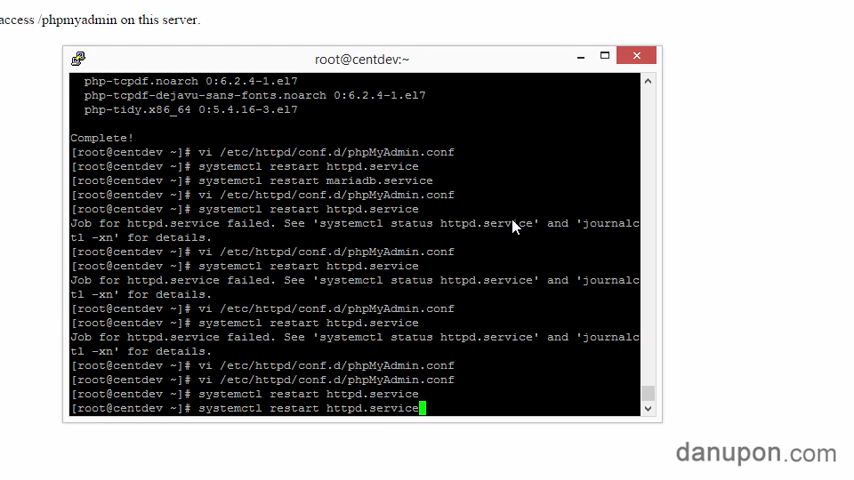 access /phpmyadmin on this server.
root@centdev:~
php-tcpdf.noarch 0:6.2.4-1.el7
php-tcpdf-dejavu-sans-fonts.noarch 0:6.2.4-1.el7
php-tidy.x86_64 0:5.4.16-3.el7
Complete!
[root@centdev ~]# vi /etc/httpd/conf.d/phpMyAdmin.conf
[root@centdev ~]# systemctl restart httpd.service
[root@centdev ~]# systemctl restart mariadb.service
[root@centdev ~]# vi /etc/httpd/conf.d/phpMyAdmin.conf
[root@centdev ~]# systemctl restart httpd.service
Job for httpd.service failed. See 'systemctl status httpd.service' and 'journalc
tl -xn' for details.
[root@centdev ~]# vi /etc/httpd/conf.d/phpMyAdmin.conf
[root@centdev ~]# systemctl restart httpd.service
Job for httpd.service failed. See 'systemctl status httpd.service' and 'journalc
tl -xn' for details.
[root@centdev ~]# vi /etc/httpd/conf.d/phpMyAdmin.conf
[root@centdev ~]# systemctl restart httpd.service
Job for httpd.service failed. See 'systemctl status httpd.service' and 'journalc
tl -xn' for details.
[root@centdev ~]# vi /etc/httpd/conf.d/phpMyAdmin.conf
[root@centdev ~]# vi /etc/httpd/conf.d/phpMyAdmin.conf
[root@centdev ~]# systemctl restart httpd.service
[root@centdev ~]# systemctl restart httpd.service
danupon.com